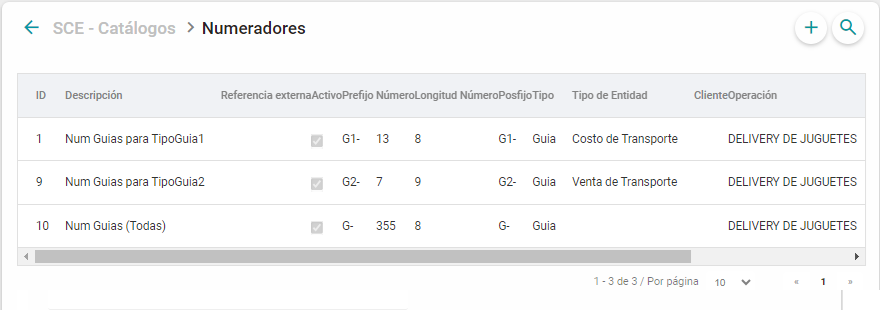 SCE - Catálogos > Numeradores
ID Descripción Referencia externa Activo Prefijo Número Longitud Número Posfijo Tipo Tipo de Entidad Cliente Operación
1 Num Guias para TipoGuia1 G1- 13 8 G1- Guia Costo de Transporte DELIVERY DE JUGUETES
9 Num Guias para TipoGuia2 G2- 7 9 G2- Guia Venta de Transporte DELIVERY DE JUGUETES
10 Num Guias (Todas) G- 355 8 G- Guia DELIVERY DE JUGUETES
1 - 3 de 3 / Por página 10 « 1 »